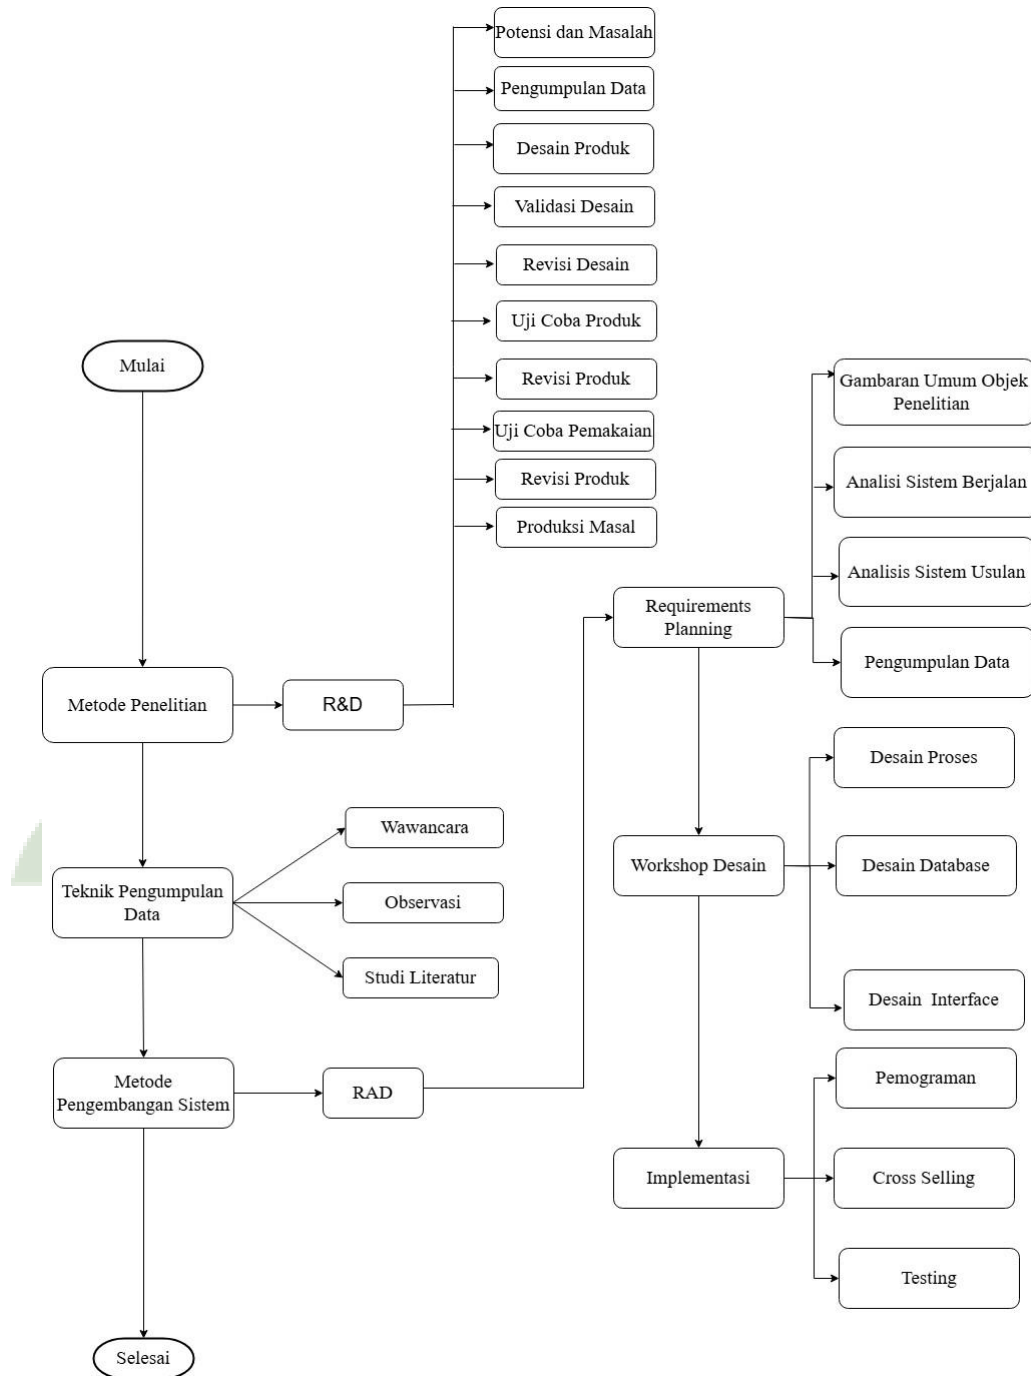 Potensi dan Masalah
Pengumpulan Data
Desain Produk
Validasi Desain
Revisi Desain
Uji Coba Produk
Revisi Produk
Uji Coba Pemakaian
Revisi Produk
Produksi Masal
Mulai
Metode Penelitian
R&D
Teknik Pengumpulan
Data
Wawancara
Observasi
Studi Literatur
Metode
Pengembangan Sistem
RAD
Selesai
Requirements
Planning
Gambaran Umum Objek
Penelitian
Analisi Sistem Berjalan
Analisis Sistem Usulan
Pengumpulan Data
Workshop Desain
Desain Proses
Desain Database
Desain Interface
Implementasi
Pemograman
Cross Selling
Testing